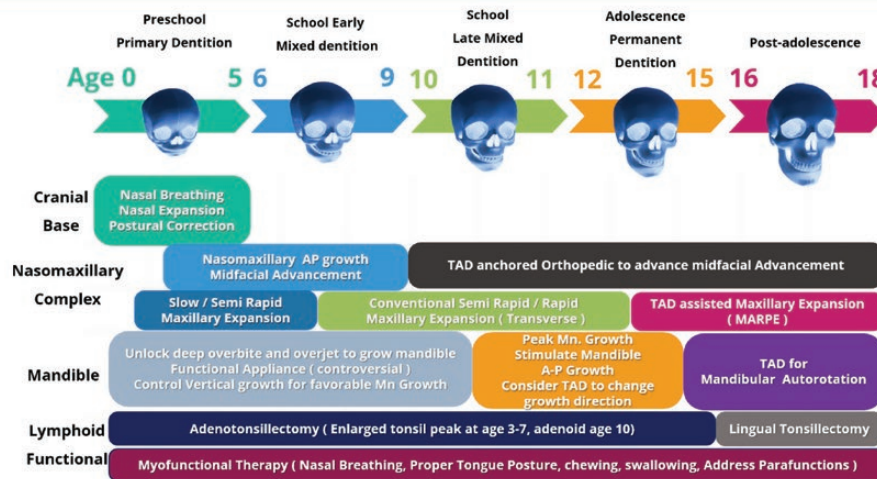 Preschool
Primary Dentition
School Early
Mixed dentition
School
Late Mixed
Dentition
Adolescence
Permanent
Dentition
Post-adolescence
Age 0 5 6 9 10 11 12 15 16 18
Cranial
Base
Nasal Breathing
Nasal Expansion
Postural Correction
Nasomaxillary
Complex
Nasomaxillary AP growth
Midfacial Advancement
TAD anchored Orthopedic to advance midfacial Advancement
Slow / Semi Rapid
Maxillary Expansion
Conventional Semi Rapid / Rapid
Maxillary Expansion ( Transverse )
TAD assisted Maxillary Expansion
( MARPE )
Mandible
Unlock deep overbite and overjet to grow mandible
Functional Appliance ( controversial )
Control Vertical growth for favorable Mn Growth
Peak Mn. Growth
Stimulate Mandible
A-P Growth
Consider TAD to change
growth direction
TAD for
Mandibular Autorotation
Lymphoid
Adenotonsillectomy ( Enlarged tonsil peak at age 3-7, adenoid age 10)
Lingual Tonsillectomy
Functional
Myofunctional Therapy ( Nasal Breathing, Proper Tongue Posture, chewing, swallowing, Address Parafunctions )